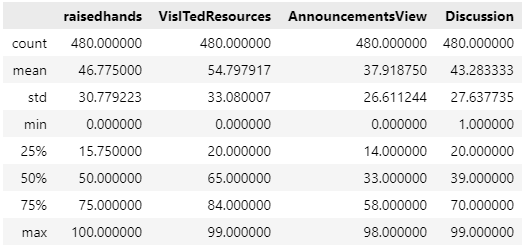 raisedhands VisITedResources AnnouncementsView Discussion
count 480.000000 480.000000 480.000000 480.000000
mean 46.775000 54.797917 37.918750 43.283333
std 30.779223 33.080007 26.611244 27.637735
min 0.000000 0.000000 0.000000 1.000000
25% 15.750000 20.000000 14.000000 20.000000
50% 50.000000 65.000000 33.000000 39.000000
75% 75.000000 84.000000 58.000000 70.000000
max 100.000000 99.000000 98.000000 99.000000